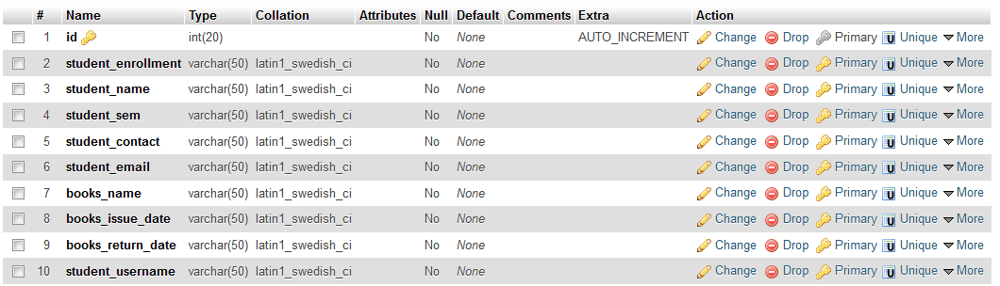 # Name Type Collation Attributes Null Default Comments Extra Action
1 id int(20) No None AUTO_INCREMENT Change Drop Primary Unique More
2 student_enrollment varchar(50) latin1_swedish_ci No None Change Drop Primary Unique More
3 student_name varchar(50) latin1_swedish_ci No None Change Drop Primary Unique More
4 student_sem varchar(50) latin1_swedish_ci No None Change Drop Primary Unique More
5 student_contact varchar(50) latin1_swedish_ci No None Change Drop Primary Unique More
6 student_email varchar(50) latin1_swedish_ci No None Change Drop Primary Unique More
7 books_name varchar(50) latin1_swedish_ci No None Change Drop Primary Unique More
8 books_issue_date varchar(50) latin1_swedish_ci No None Change Drop Primary Unique More
9 books_return_date varchar(50) latin1_swedish_ci No None Change Drop Primary Unique More
10 student_username varchar(50) latin1_swedish_ci No None Change Drop Primary Unique More